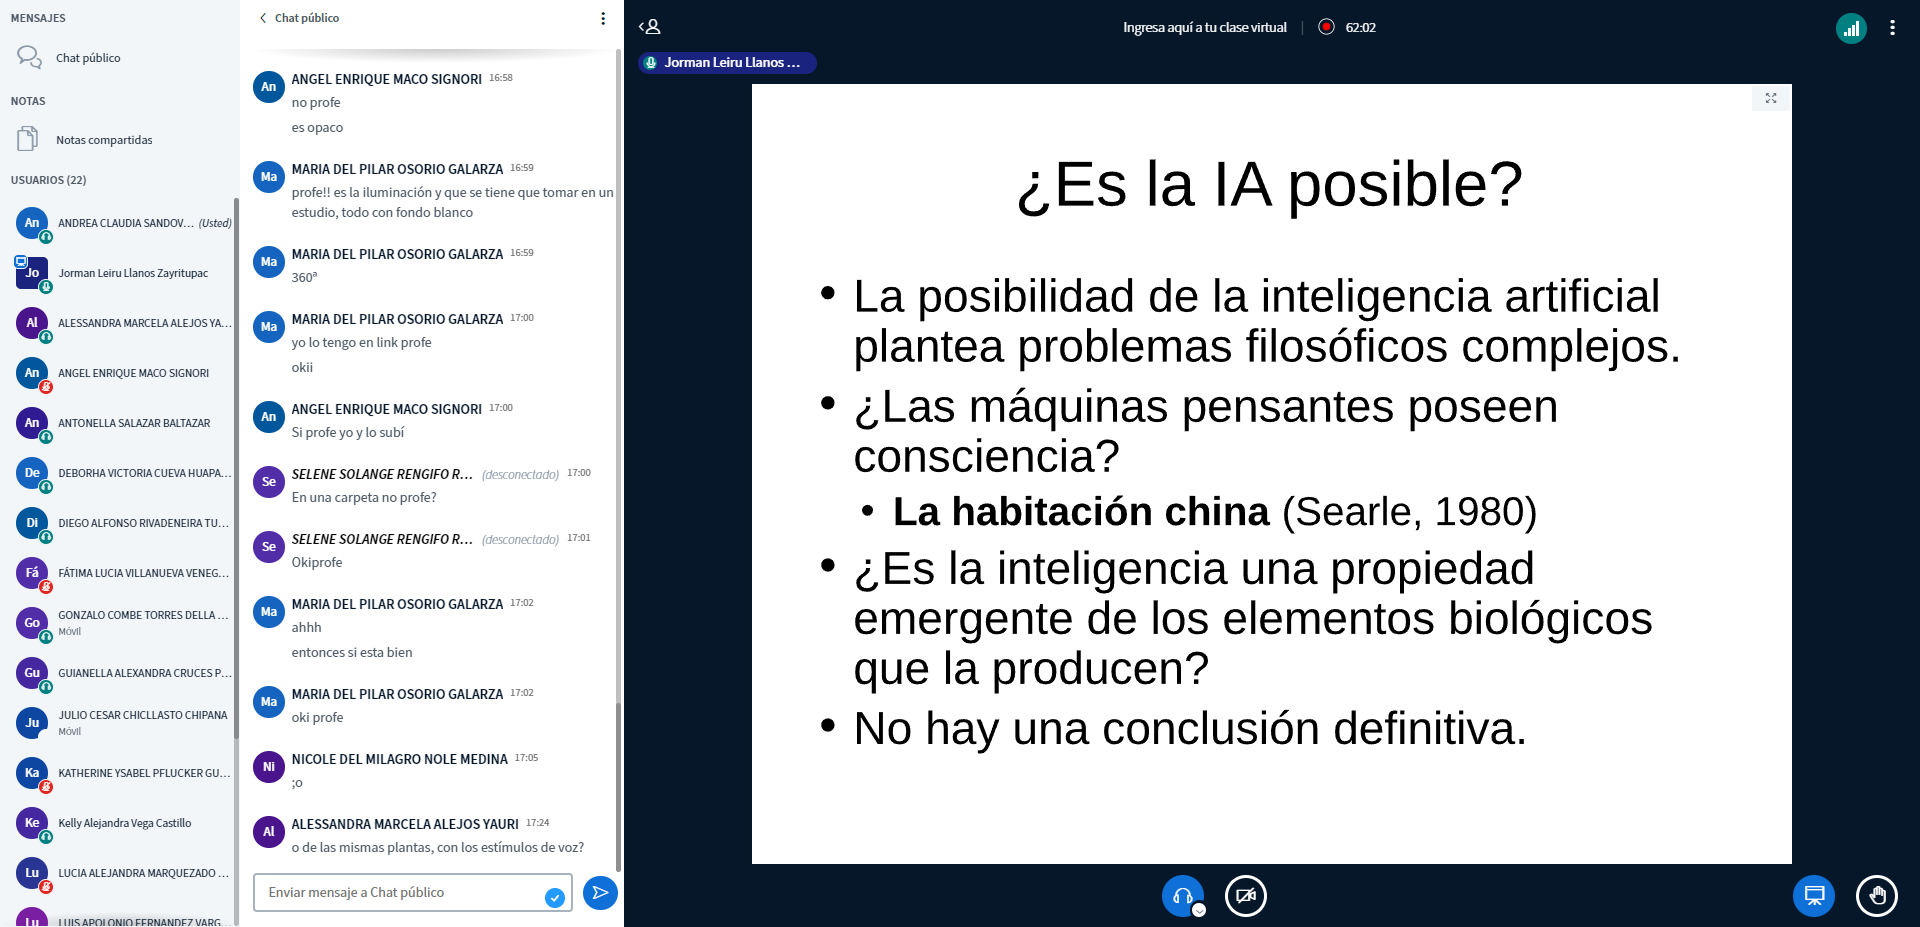 MENSAJES
Chat público
NOTAS
Notas compartidas
USUARIOS (22)
An
ANDREA CLAUDIA SANDOV... (Usted)
Jo
Jorman Leiru Llanos Zayritupac
Al
ALESSANDRA MARCELA ALEJOS YA...
An
ANGEL ENRIQUE MACO SIGNORI
An
ANTONELLA SALAZAR BALTAZAR
De
DEBORHA VICTORIA CUEVA HUAPA...
Di
DIEGO ALFONSO RIVADENEIRA TU...
Fá
FÁTIMA LUCIA VILLANUEVA VENEG...
Go
GONZALO COMBE TORRES DELLA ...
MÓVIL
Gu
GUIANELLA ALEXANDRA CRUCES P...
Ju
JULIO CESAR CHICLLASTO CHIPANA
MÓVIL
Ka
KATHERINE YSABEL PFLUCKER GU...
Ke
Kelly Alejandra Vega Castillo
Lu
LUCIA ALEJANDRA MARQUEZADO ...
Lu
LUIS APOLONIO FERNANDEZ VARG...
Chat público
An
ANGEL ENRIQUE MACO SIGNORI 16:58
no profe
es opaco
Ma
MARIA DEL PILAR OSORIO GALARZA 16:59
profe!! es la iluminación y que se tiene que tomar en un
estudio, todo con fondo blanco
Ma
MARIA DEL PILAR OSORIO GALARZA 16:59
360ª
Ma
MARIA DEL PILAR OSORIO GALARZA 17:00
yo lo tengo en link profe
okii
An
ANGEL ENRIQUE MACO SIGNORI 17:00
Si profe yo y lo subí
Se
SELENE SOLANGE RENGIFO R... (desconectado) 17:00
En una carpeta no profe?
Se
SELENE SOLANGE RENGIFO R... (desconectado) 17:01
Okiprofe
Ma
MARIA DEL PILAR OSORIO GALARZA 17:02
ahhh
entonces si esta bien
Ma
MARIA DEL PILAR OSORIO GALARZA 17:02
oki profe
Ni
NICOLE DEL MILAGRO NOLE MEDINA 17:05
;o
Al
ALESSANDRA MARCELA ALEJOS YAURI 17:24
o de las mismas plantas, con los estímulos de voz?
Enviar mensaje a Chat público
Ingresa aquí a tu clase virtual | 62:02
Jorman Leiru Llanos ...
¿Es la IA posible?
• La posibilidad de la inteligencia artificial
plantea problemas filosóficos complejos.
• ¿Las máquinas pensantes poseen
consciencia?
• La habitación china (Searle, 1980)
• ¿Es la inteligencia una propiedad
emergente de los elementos biológicos
que la producen?
• No hay una conclusión definitiva.